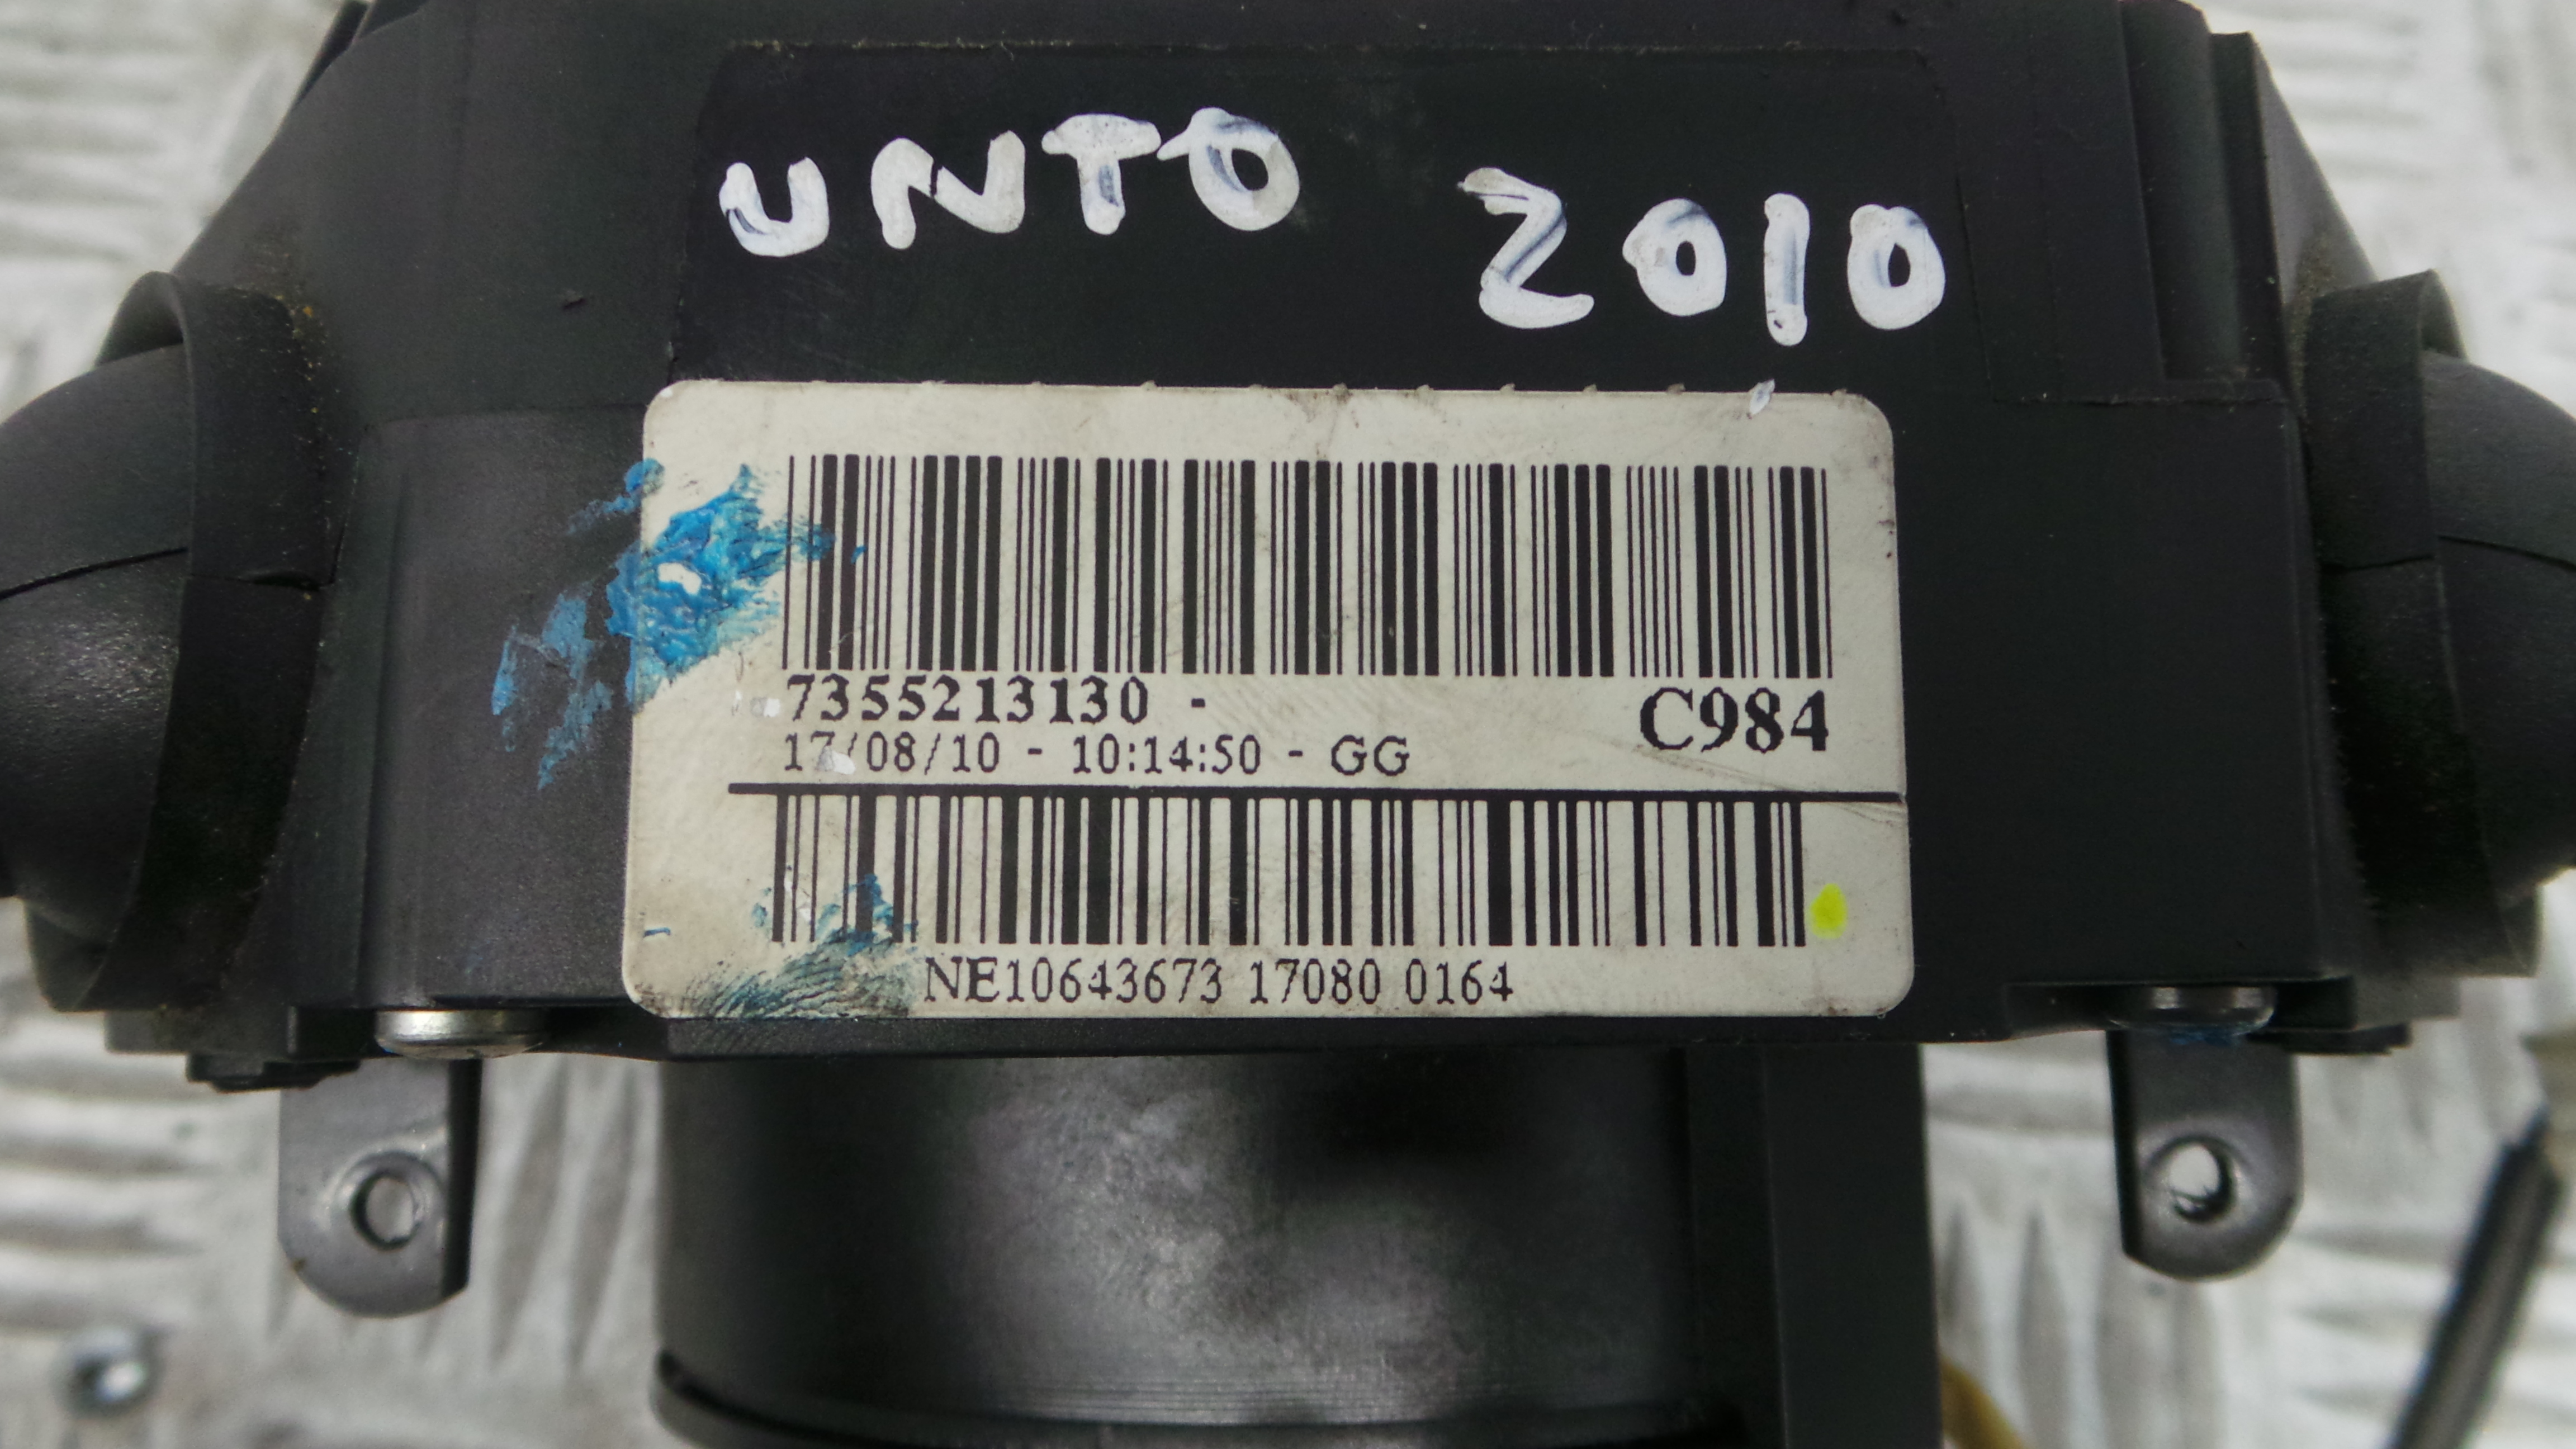 UNTO 2010
7355213130 - C984
17/08/10 - 10:14:50 - GG
NE10643673 17080 0164